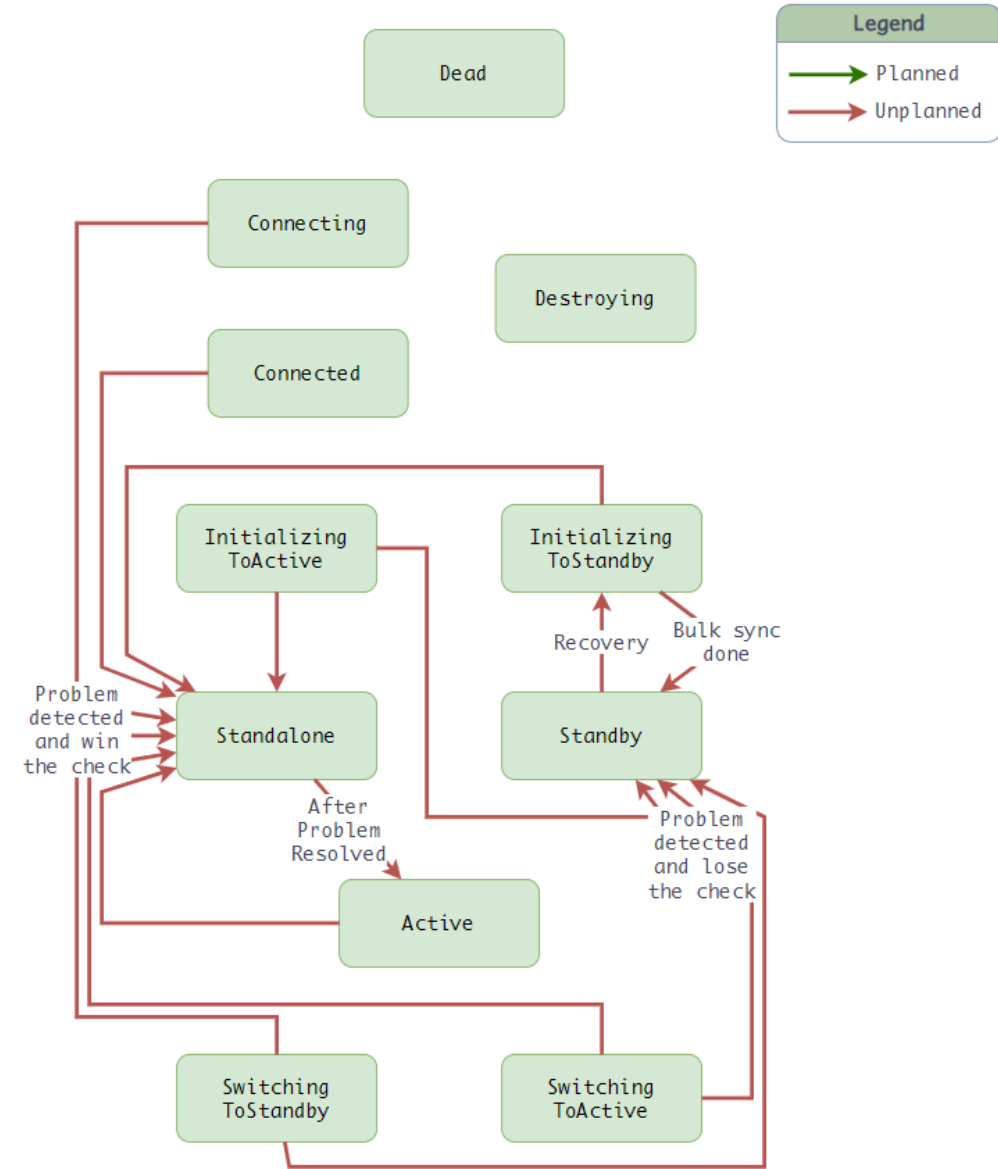 Legend
Planned
Unplanned
Dead
Connecting
Destroying
Connected
Initializing
ToActive
Initializing
ToStandby
Recovery
Bulk sync
done
Problem
detected
and win
the check
Standalone
Standby
After
Problem
Resolved
Problem
detected
and lose
the check
Active
Switching
ToStandby
Switching
ToActive